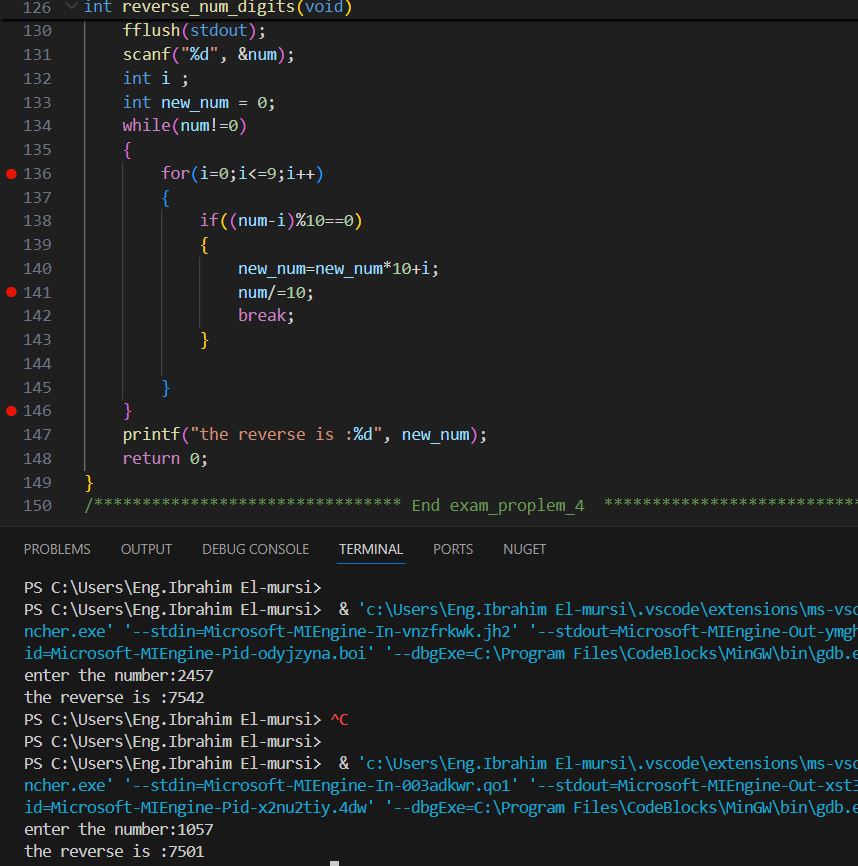 126 int reverse_num_digits(void)
130 fflush(stdout);
131 scanf("%d", &num);
132 int i ;
133 int new_num = 0;
134 while(num!=0)
135 {
136 for(i=0;i<=9;i++)
137 {
138 if((num-i)%10==0)
139 {
140 new_num=new_num*10+i;
141 num/=10;
142 break;
143 }
144
145 }
146 }
147 printf("the reverse is :%d", new_num);
148 return 0;
149 }
150 /******************************** End exam_proplem_4 **************************
PROBLEMS OUTPUT DEBUG CONSOLE TERMINAL PORTS NUGET
PS C:\Users\Eng.Ibrahim El-mursi>
PS C:\Users\Eng.Ibrahim El-mursi>  & 'c:\Users\Eng.Ibrahim El-mursi\.vscode\extensions\ms-vsc
ncher.exe' '--stdin=Microsoft-MIEngine-In-vnzfrkwk.jh2' '--stdout=Microsoft-MIEngine-Out-ymgh
id=Microsoft-MIEngine-Pid-odyjzyna.boi' '--dbgExe=C:\Program Files\CodeBlocks\MinGW\bin\gdb.e
enter the number:2457
the reverse is :7542
PS C:\Users\Eng.Ibrahim El-mursi> ^C
PS C:\Users\Eng.Ibrahim El-mursi>
PS C:\Users\Eng.Ibrahim El-mursi>  & 'c:\Users\Eng.Ibrahim El-mursi\.vscode\extensions\ms-vsc
ncher.exe' '--stdin=Microsoft-MIEngine-In-003adkwr.qo1' '--stdout=Microsoft-MIEngine-Out-xst3
id=Microsoft-MIEngine-Pid-x2nu2tiy.4dw' '--dbgExe=C:\Program Files\CodeBlocks\MinGW\bin\gdb.e
enter the number:1057
the reverse is :7501